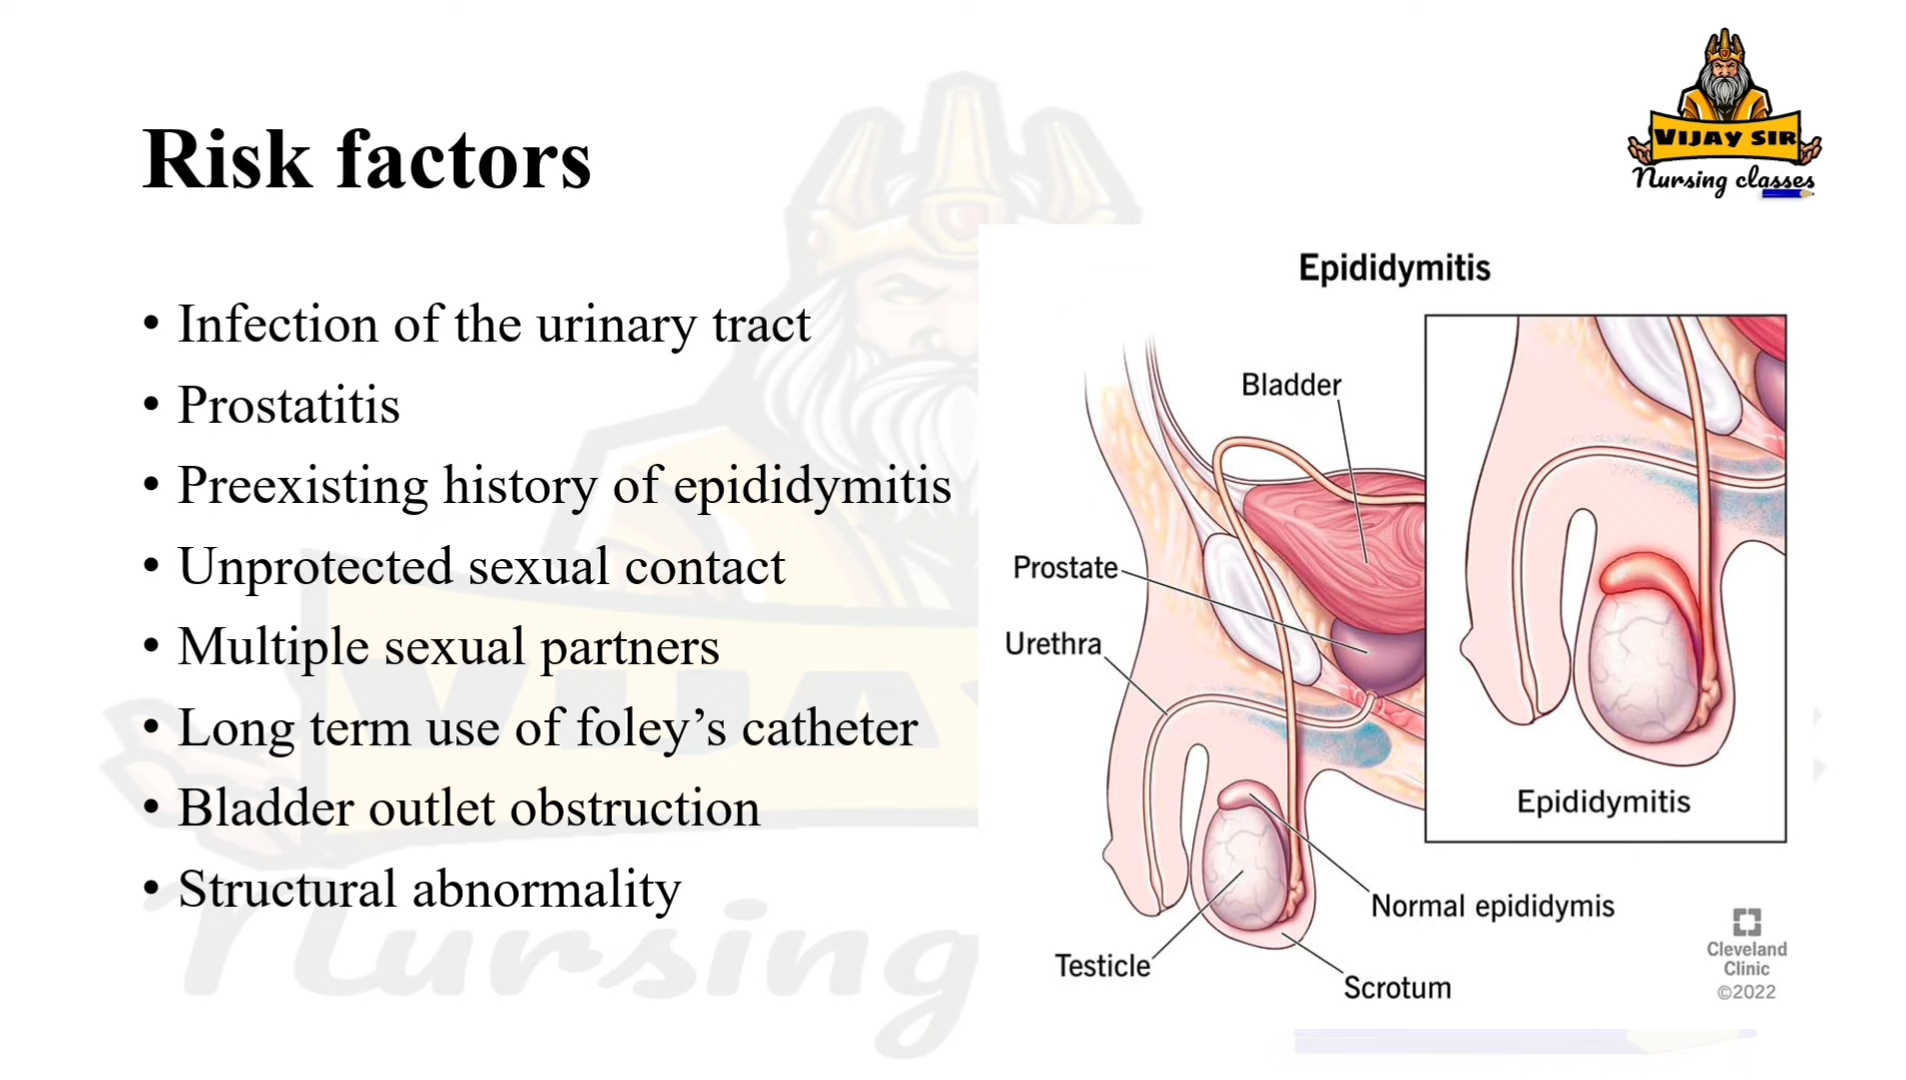 VIJAY SIR
Nursing classes
Risk factors
• Infection of the urinary tract
• Prostatitis
• Preexisting history of epididymitis
• Unprotected sexual contact
• Multiple sexual partners
• Long term use of foley’s catheter
• Bladder outlet obstruction
• Structural abnormality
Epididymitis
Bladder
Prostate
Urethra
Epididymitis
Normal epididymis
Testicle
Scrotum
Cleveland
Clinic
©2022
VIJAY
Nursing